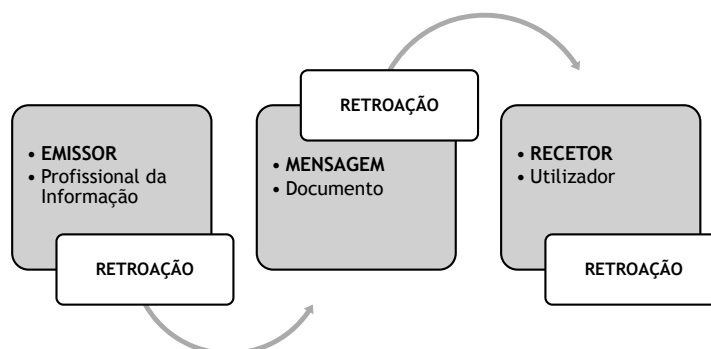 • EMISSOR
• Profissional da
Informação
RETROAÇÃO
RETROAÇÃO
• MENSAGEM
• Documento
• RECETOR
• Utilizador
RETROAÇÃO